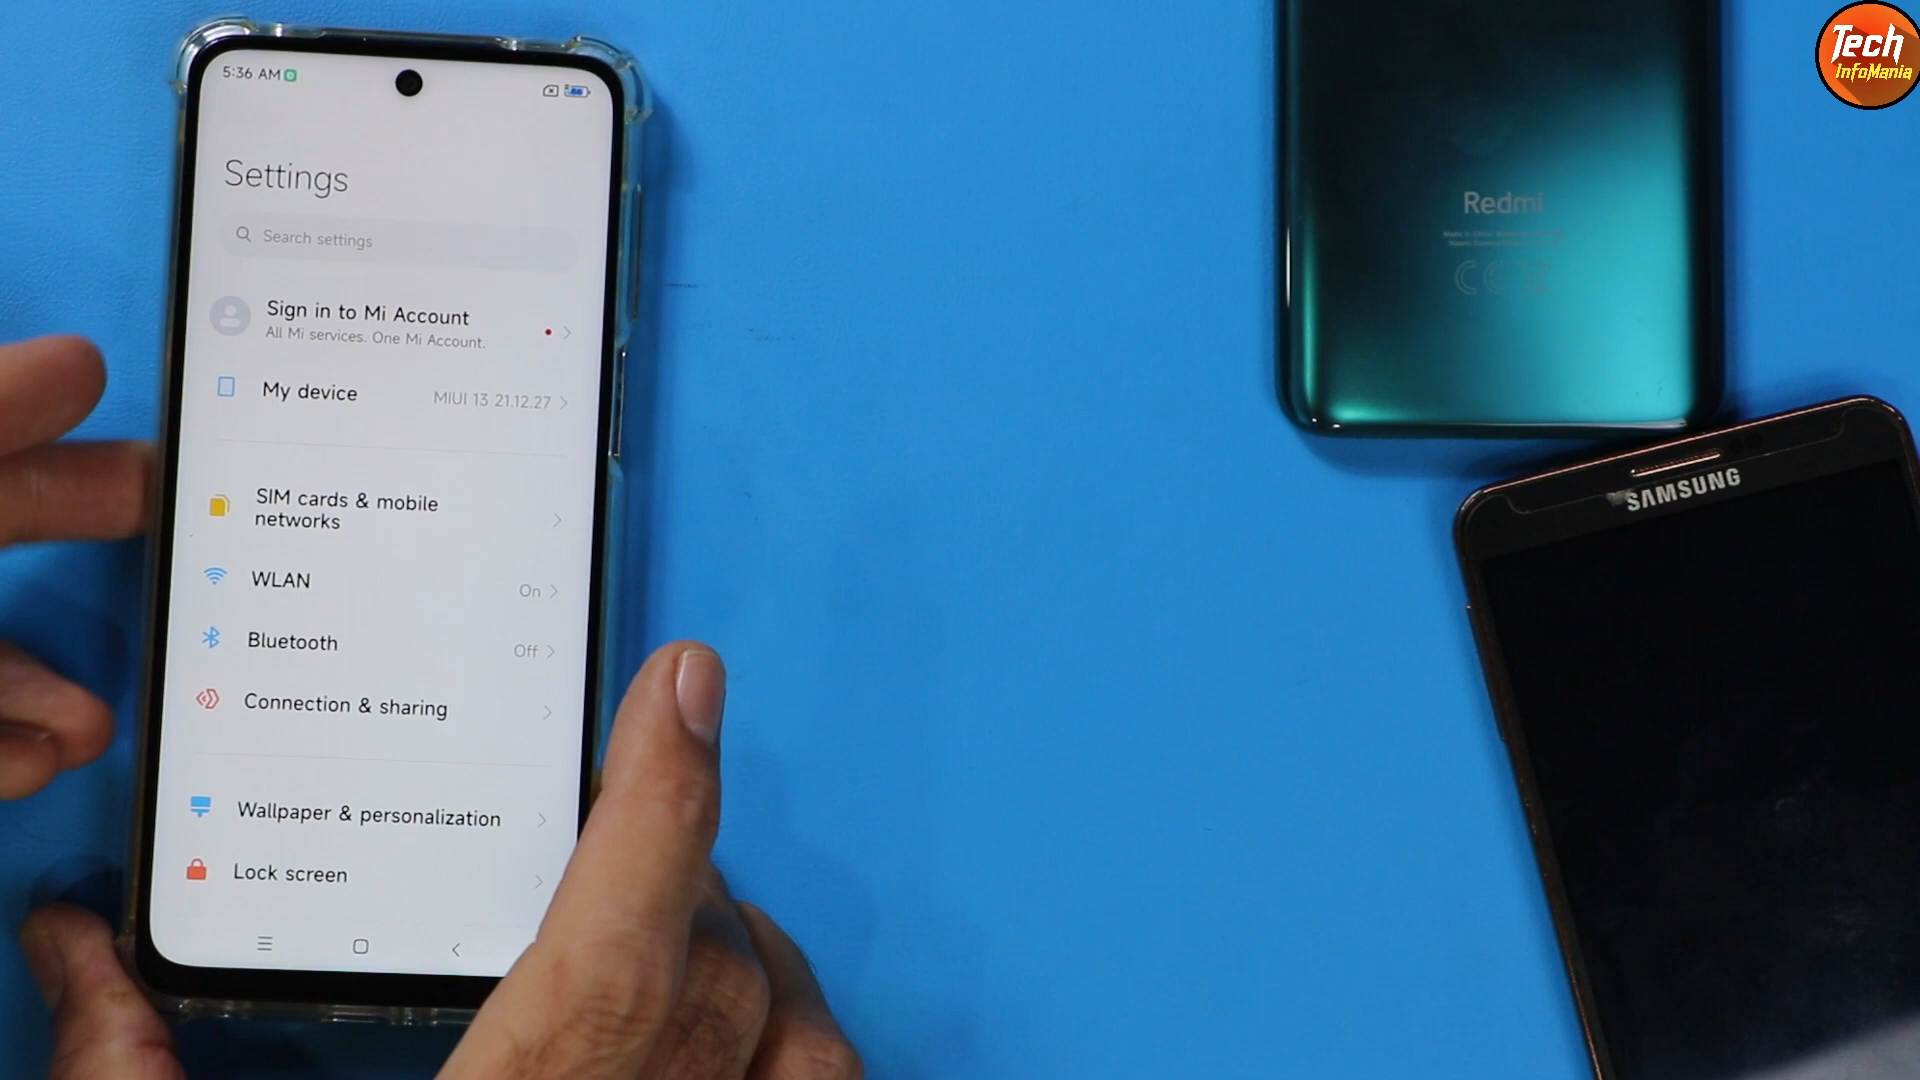 5:36 AM
Settings
Search settings
Sign in to Mi Account
All Mi services. One Mi Account.
My device
MIUI 13 21.12.27
SIM cards & mobile
networks
WLAN
On
Bluetooth
Off
Connection & sharing
Wallpaper & personalization
Lock screen
Redmi
SAMSUNG
Tech
InfoMania